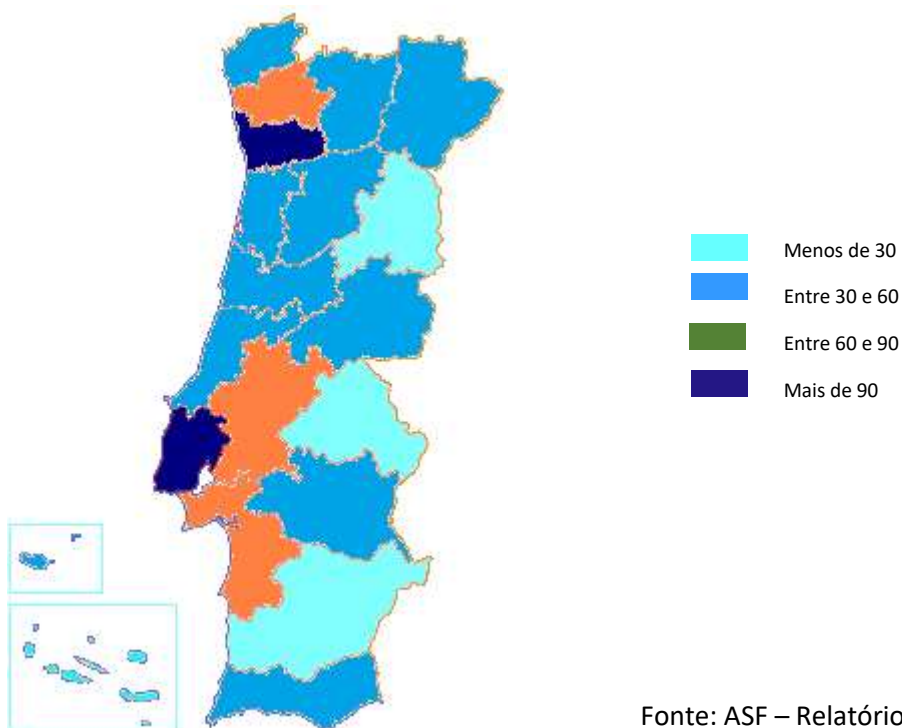 Menos de 30
Entre 30 e 60
Entre 60 e 90
Mais de 90
Fonte: ASF – Relatório